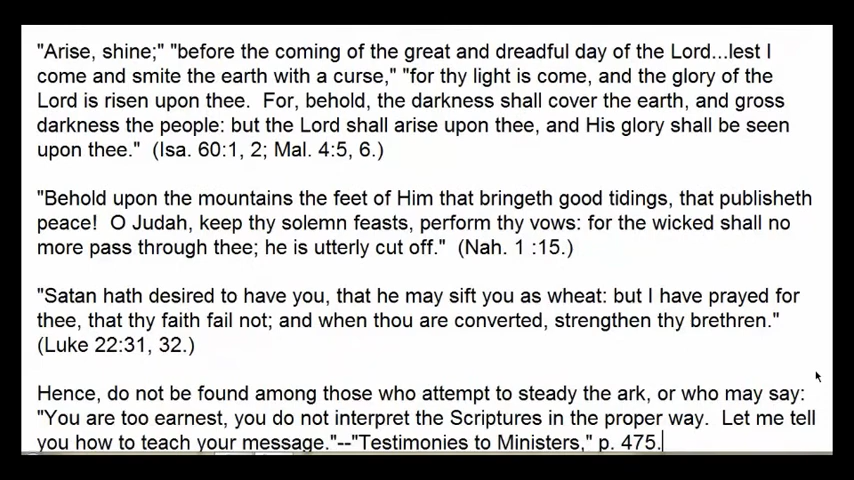 "Arise, shine;" "before the coming of the great and dreadful day of the Lord...lest I
come and smite the earth with a curse," "for thy light is come, and the glory of the
Lord is risen upon thee.  For, behold, the darkness shall cover the earth, and gross
darkness the people: but the Lord shall arise upon thee, and His glory shall be seen
upon thee."  (Isa. 60:1, 2; Mal. 4:5, 6.)
"Behold upon the mountains the feet of Him that bringeth good tidings, that publisheth
peace!  O Judah, keep thy solemn feasts, perform thy vows: for the wicked shall no
more pass through thee; he is utterly cut off."  (Nah. 1 :15.)
"Satan hath desired to have you, that he may sift you as wheat: but I have prayed for
thee, that thy faith fail not; and when thou are converted, strengthen thy brethren."
(Luke 22:31, 32.)
Hence, do not be found among those who attempt to steady the ark, or who may say:
"You are too earnest, you do not interpret the Scriptures in the proper way.  Let me tell
you how to teach your message."--"Testimonies to Ministers," p. 475.